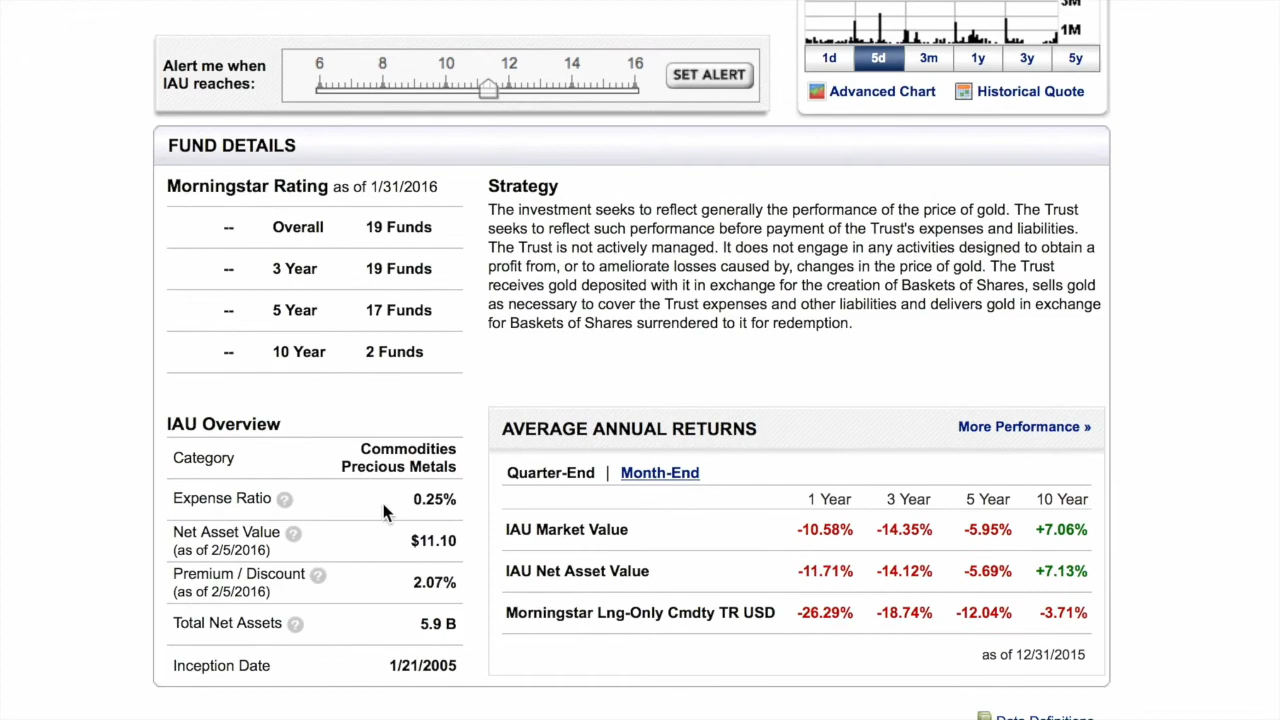 3M
1M
Alert me when
IAU reaches:
6 8 10 12 14 16
SET ALERT
1d 5d 3m 1y 3y 5y
Advanced Chart Historical Quote
FUND DETAILS
Morningstar Rating as of 1/31/2016
-- Overall 19 Funds
-- 3 Year 19 Funds
-- 5 Year 17 Funds
-- 10 Year 2 Funds
Strategy
The investment seeks to reflect generally the performance of the price of gold. The Trust
seeks to reflect such performance before payment of the Trust's expenses and liabilities.
The Trust is not actively managed. It does not engage in any activities designed to obtain a
profit from, or to ameliorate losses caused by, changes in the price of gold. The Trust
receives gold deposited with it in exchange for the creation of Baskets of Shares, sells gold
as necessary to cover the Trust expenses and other liabilities and delivers gold in exchange
for Baskets of Shares surrendered to it for redemption.
IAU Overview
Category Commodities
Precious Metals
Expense Ratio ? 0.25%
Net Asset Value ? $11.10
(as of 2/5/2016)
Premium / Discount ? 2.07%
(as of 2/5/2016)
Total Net Assets ? 5.9 B
Inception Date 1/21/2005
AVERAGE ANNUAL RETURNS More Performance »
Quarter-End | Month-End
1 Year 3 Year 5 Year 10 Year
IAU Market Value -10.58% -14.35% -5.95% +7.06%
IAU Net Asset Value -11.71% -14.12% -5.69% +7.13%
Morningstar Lng-Only Cmdty TR USD -26.29% -18.74% -12.04% -3.71%
as of 12/31/2015
Data Definitions